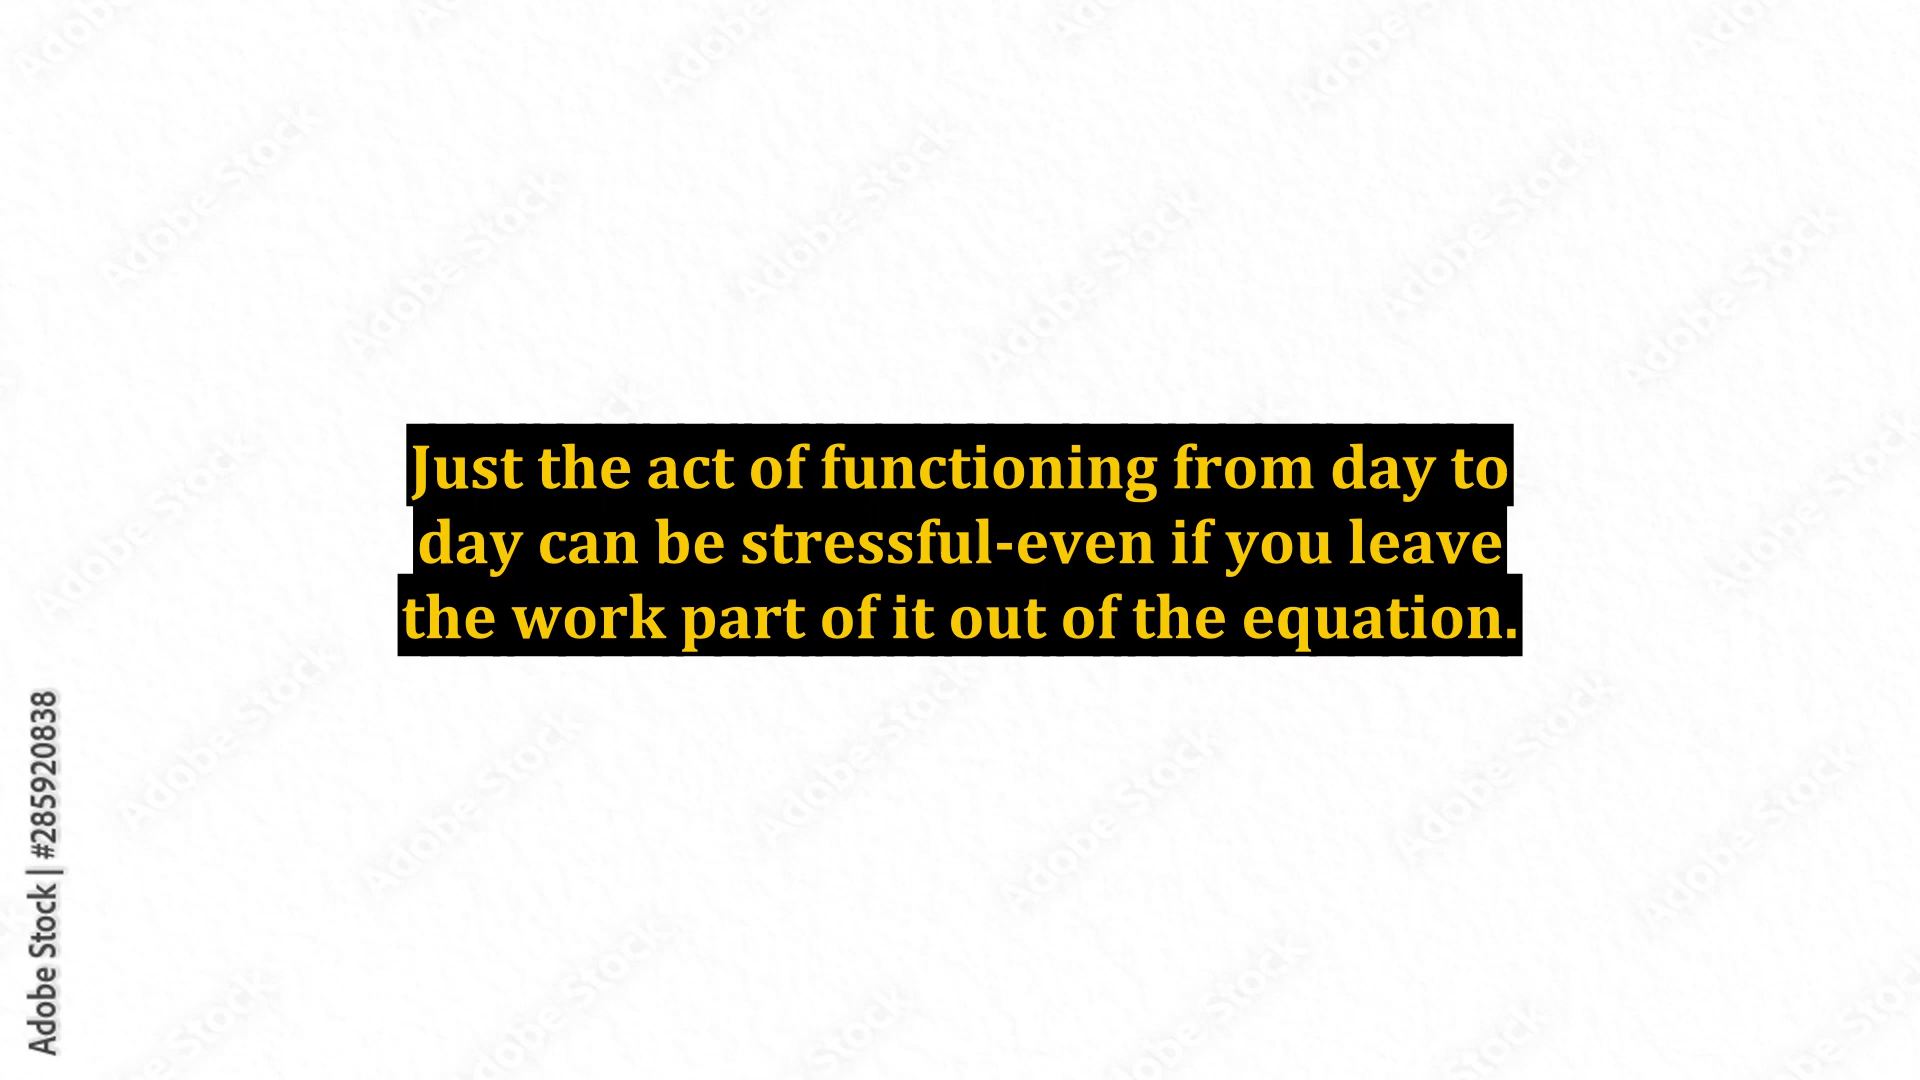 Just the act of functioning from day to
day can be stressful-even if you leave
the work part of it out of the equation.
Adobe Stock | #285920838